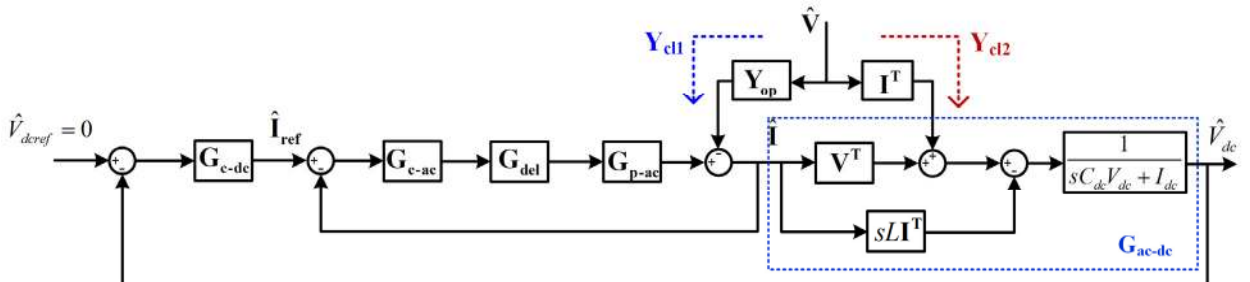 V̂
Y_cl1
Y_cl2
Y_op
I^T
V̂_dcref = 0
Î_ref
Î
V̂_dc
+
-
G_c-dc
+
-
G_c-ac
G_del
G_p-ac
-
V^T
+
+
-
1
sC_dc V_dc + I_dc
sLI^T
G_ac-dc